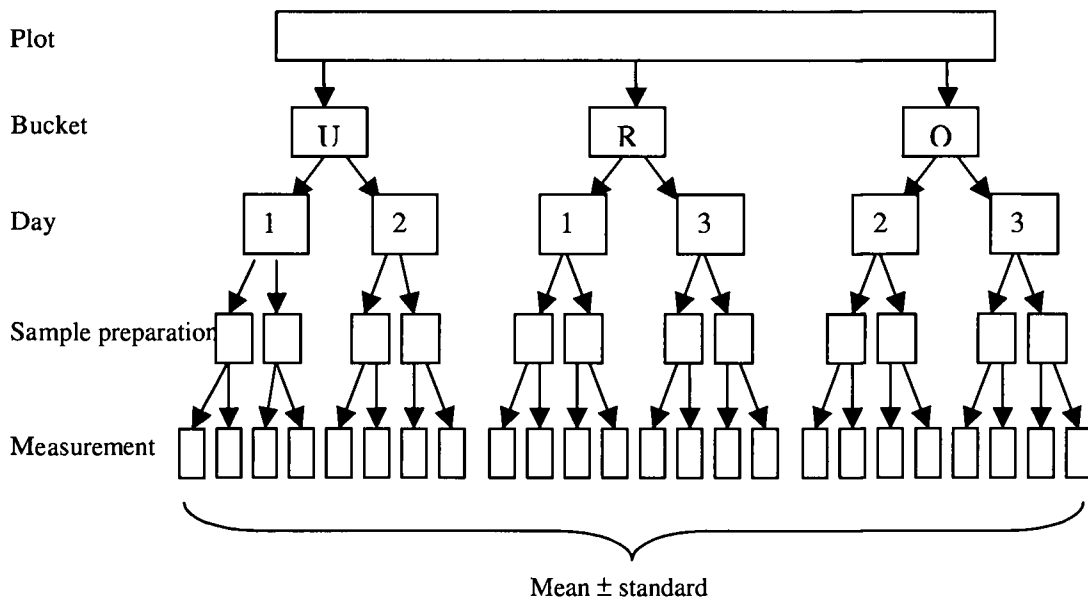 Plot
Bucket
U
R
O
Day
1
2
1
3
2
3
Sample preparation
Measurement
Mean ± standard